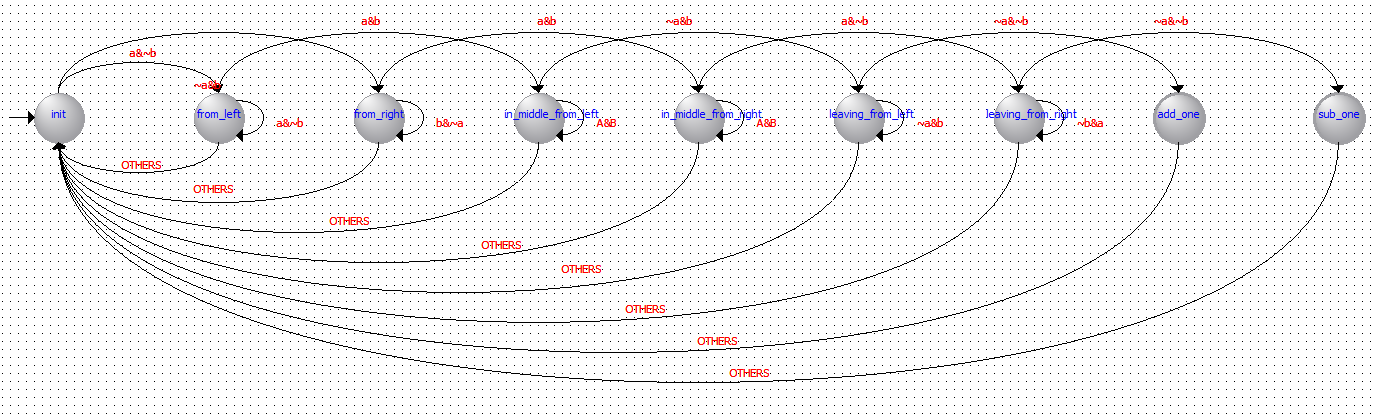 a&b
a&b
~a&b
a&~b
~a&~b
~a&~b
a&~b
~a&b
init
from_left
a&~b
from_right
b&~a
in_middle_from_left
A&B
in_middle_from_right
A&B
leaving_from_left
~a&b
leaving_from_right
~b&a
add_one
sub_one
OTHERS
OTHERS
OTHERS
OTHERS
OTHERS
OTHERS
OTHERS
OTHERS